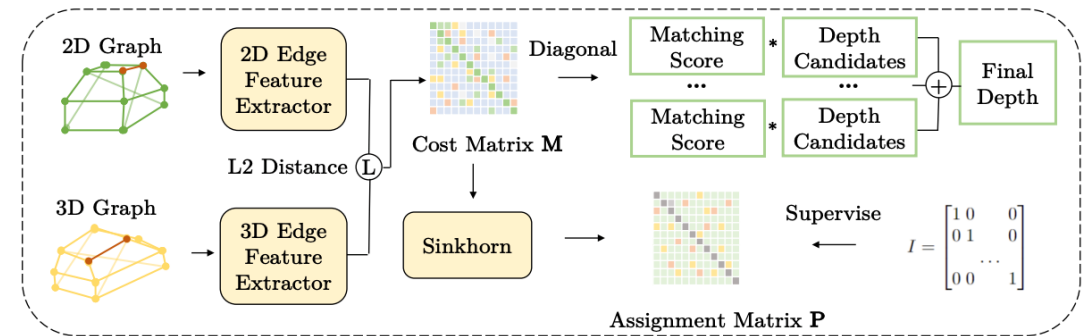 2D Graph
2D Edge
Feature
Extractor
Diagonal
Matching
Score
*
Depth
Candidates
...
...
Matching
Score
*
Depth
Candidates
+
Final
Depth
Cost Matrix M
L2 Distance
L
3D Graph
3D Edge
Feature
Extractor
Sinkhorn
Supervise
I =
1 0 0
0 1 0
...
0 0 1
Assignment Matrix P